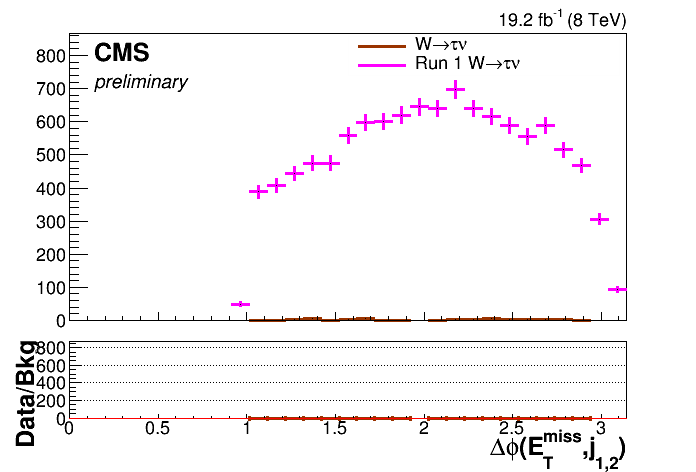 19.2 fb⁻¹ (8 TeV)
CMS
preliminary
W→τν
Run 1 W→τν
800
700
600
500
400
300
200
100
0
Data/Bkg
800
600
400
200
0
0 0.5 1 1.5 2 2.5 3
Δϕ(E_T^miss,j_1,2)